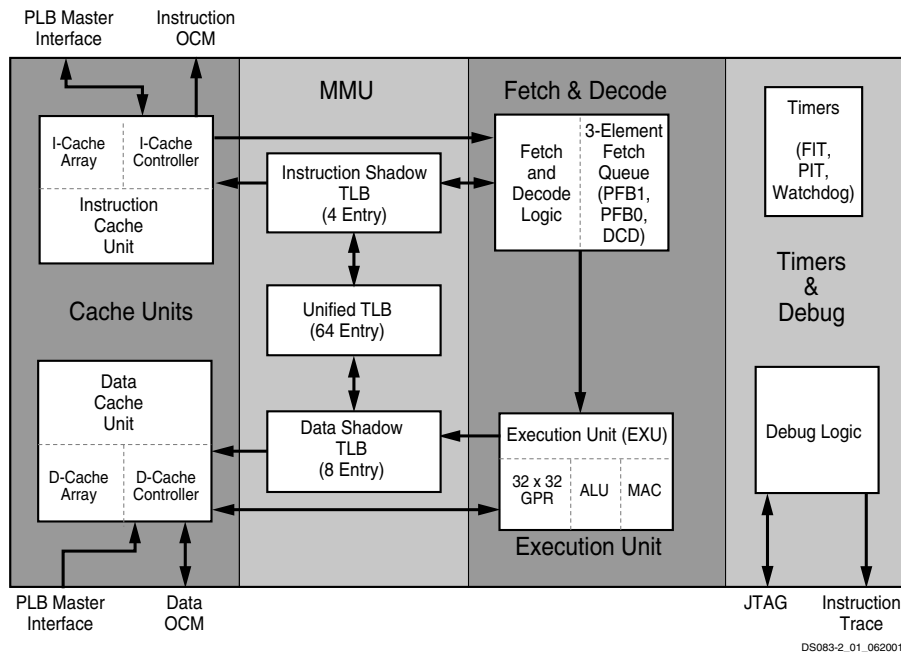 PLB Master
Interface
Instruction
OCM
MMU
Fetch & Decode
I-Cache
Array
I-Cache
Controller
Instruction
Cache
Unit
Instruction Shadow
TLB
(4 Entry)
Fetch
and
Decode
Logic
3-Element
Fetch
Queue
(PFB1,
PFB0,
DCD)
Timers
(FIT,
PIT,
Watchdog)
Cache Units
Unified TLB
(64 Entry)
Timers
&
Debug
Data
Cache
Unit
D-Cache
Array
D-Cache
Controller
Data Shadow
TLB
(8 Entry)
Execution Unit (EXU)
32 x 32
GPR
ALU
MAC
Execution Unit
Debug Logic
PLB Master
Interface
Data
OCM
JTAG
Instruction
Trace
DS083-2_01_062001